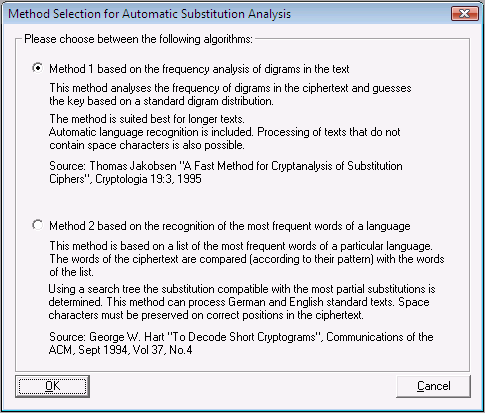 Method Selection for Automatic Substitution Analysis
Please choose between the following algorithms:
Method 1 based on the frequency analysis of digrams in the text
This method analyses the frequency of digrams in the ciphertext and guesses
the key based on a standard digram distribution.
The method is suited best for longer texts.
Automatic language recognition is included. Processing of texts that do not
contain space characters is also possible.
Source: Thomas Jakobsen "A Fast Method for Cryptanalysis of Substitution
Ciphers", Cryptologia 19:3, 1995
Method 2 based on the recognition of the most frequent words of a language
This method is based on a list of the most frequent words of a particular language.
The words of the ciphertext are compared (according to their pattern) with the words
of the list.
Using a search tree the substitution compatible with the most partial substitutions is
determined. This method can process German and English standard texts. Space
characters must be preserved on correct positions in the ciphertext.
Source: George W. Hart "To Decode Short Cryptograms", Communications of the
ACM, Sept 1994, Vol 37, No.4
OK
Cancel